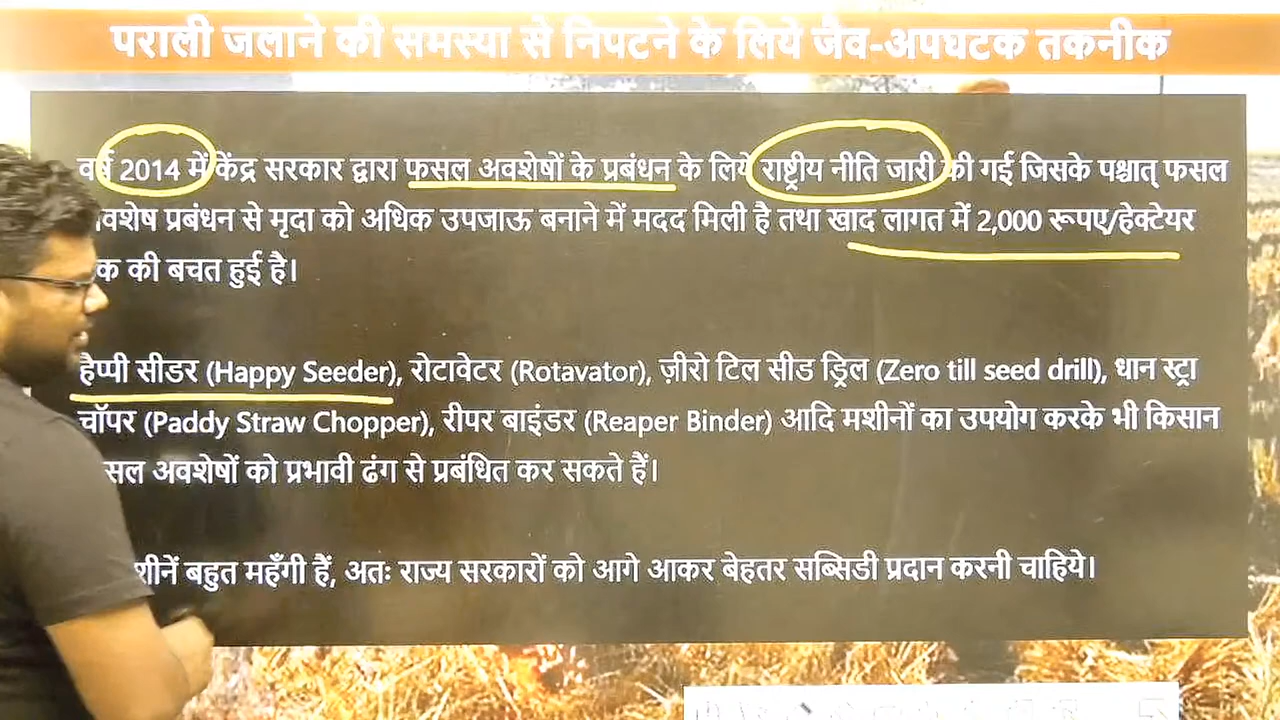 पराली जलाने की समस्या से निपटने के लिये जैव-अपघटक तकनीक
वर्ष 2014 में केंद्र सरकार द्वारा फसल अवशेषों के प्रबंधन के लिये राष्ट्रीय नीति जारी की गई जिसके पश्चात् फसल
प्रबंधन से मृदा को अधिक उपजाऊ बनाने में मदद मिली है तथा खाद लागत में 2,000 रूपए/हेक्टेयर
की बचत हुई है।
हैप्पी सीडर (Happy Seeder), रोटावेटर (Rotavator), ज़ीरो टिल सीड ड्रिल (Zero till seed drill), धान स्ट्रा
चॉपर (Paddy Straw Chopper), रीपर बाइंडर (Reaper Binder) आदि मशीनों का उपयोग करके भी किसान
अवशेषों को प्रभावी ढंग से प्रबंधित कर सकते हैं।
बहुत महँगी हैं, अतः राज्य सरकारों को आगे आकर बेहतर सब्सिडी प्रदान करनी चाहिये।